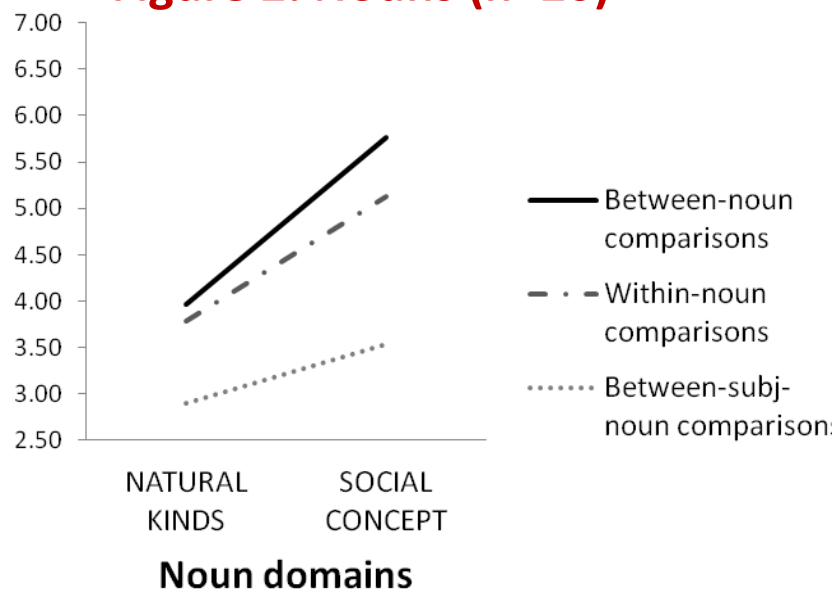 7.00
6.50
6.00
5.50
5.00
4.50
4.00
3.50
3.00
2.50
Between-noun
comparisons
Within-noun
comparisons
Between-subj-
noun comparisons
NATURAL
KINDS
SOCIAL
CONCEPT
Noun domains